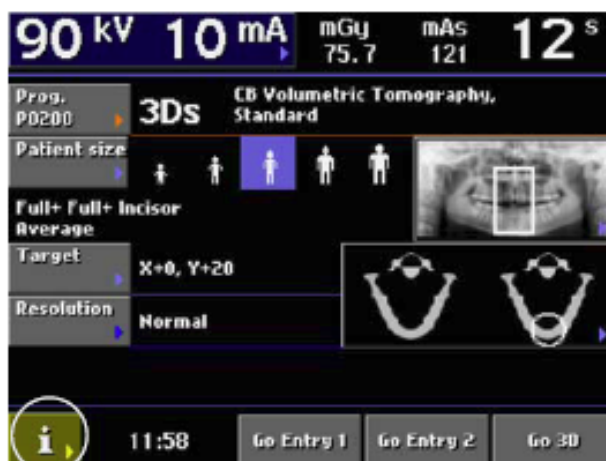 90 kV 10 mA mGy 75.7 mAs 121 12 s
Prog. P0200
3Ds
CB Volumetric Tomography, Standard
Patient size
Full+ Full+ Incisor
Average
Target
X+0, Y+20
Resolution
Normal
i
11:58
Go Entry 1
Go Entry 2
Go 3D